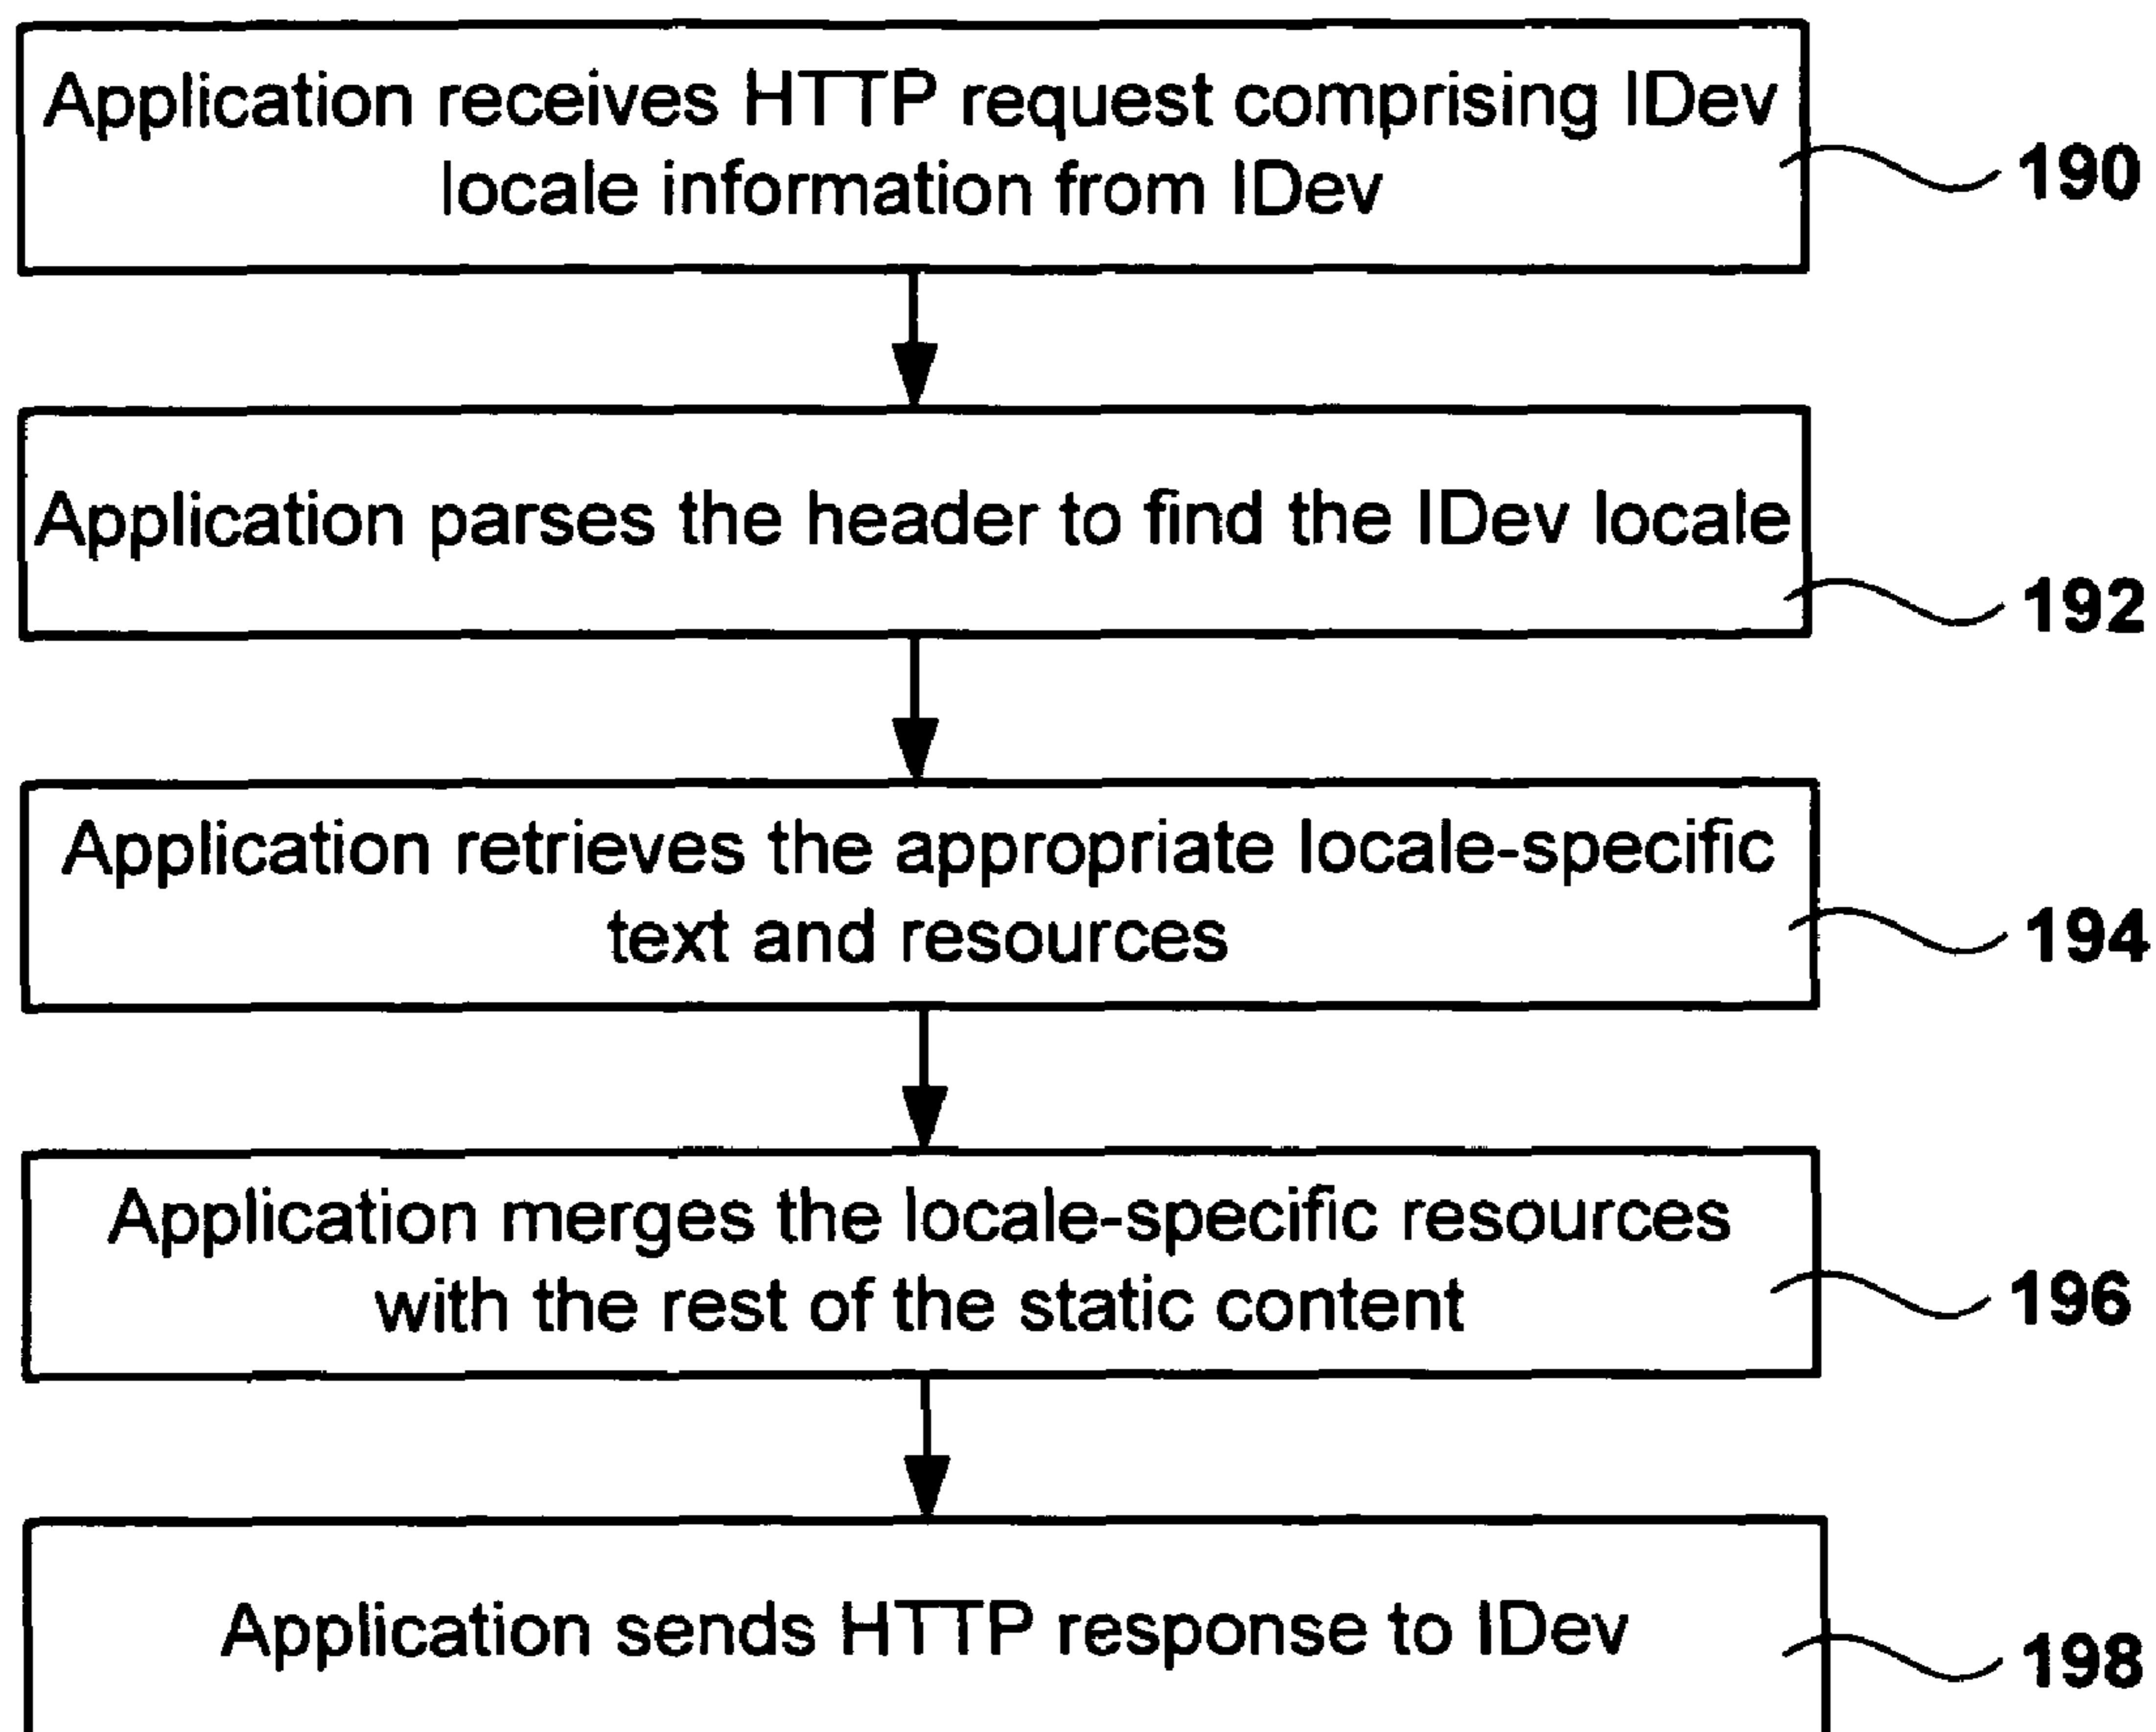 Application receives HTTP request comprising IDev
locale information from IDev
190
Application parses the header to find the IDev locale
192
Application retrieves the appropriate locale-specific
text and resources
194
Application merges the locale-specific resources
with the rest of the static content
196
Application sends HTTP response to IDev
198